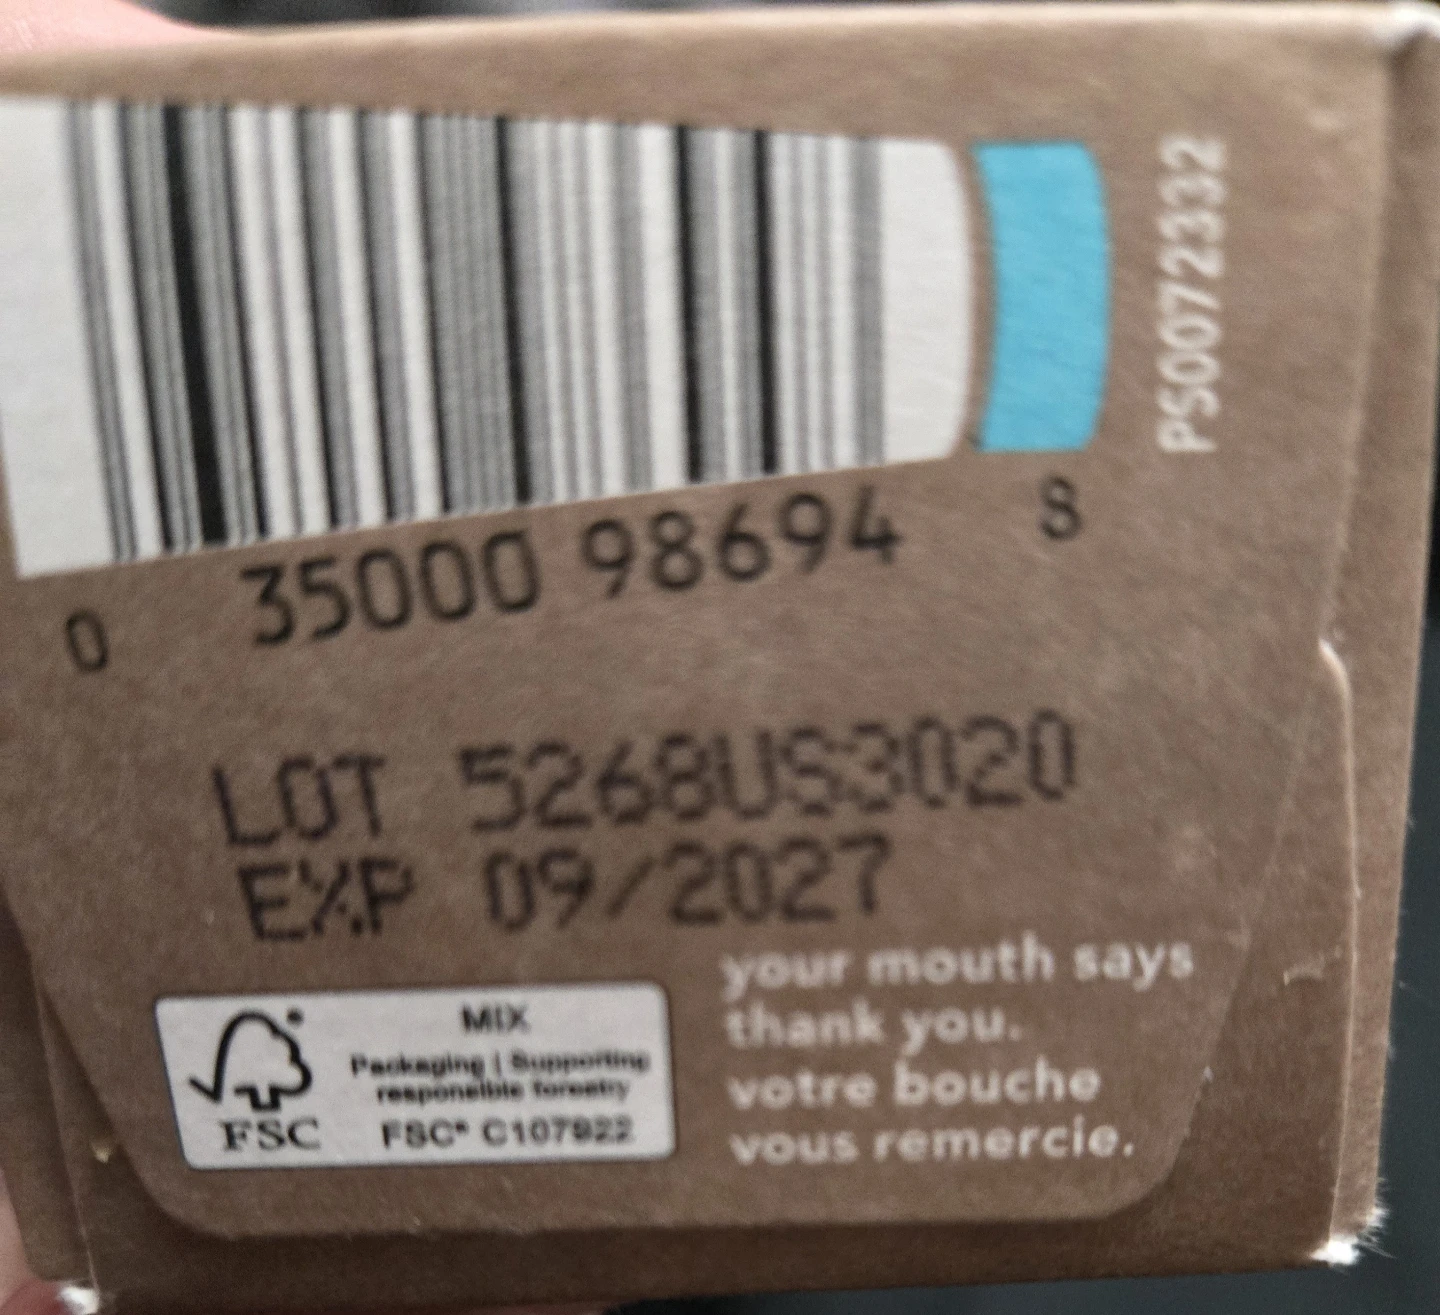 PS0072332
0 35000 98694 8
LOT 5268US3020
EXP 09/2027
your mouth says
thank you.
votre bouche
vous remercie.
MIX
Packaging | Supporting
responsible forestry
FSC® C107922
FSC